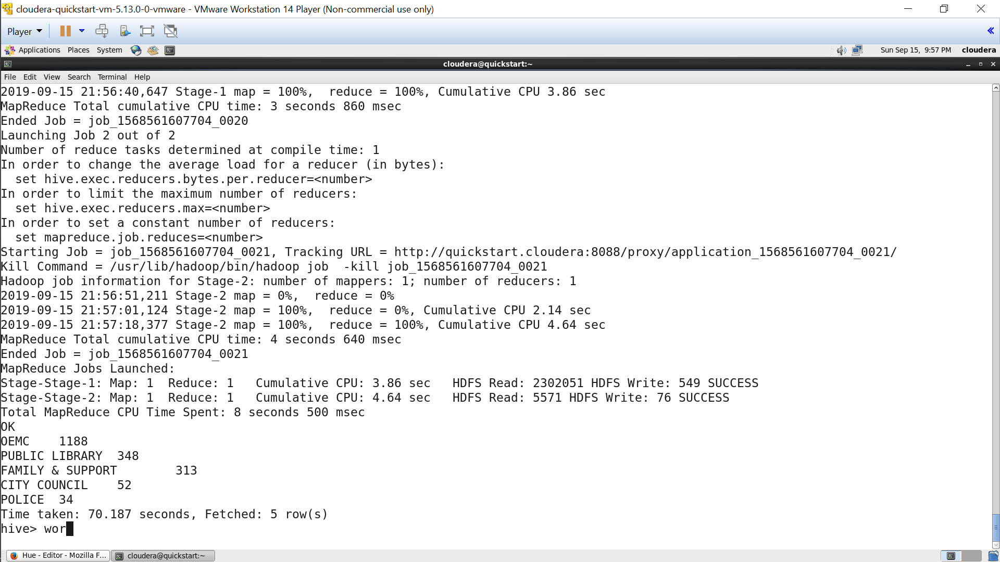 cloudera-quickstart-vm-5.13.0-0-vmware - VMware Workstation 14 Player (Non-commercial use only)
Player
Applications Places System Sun Sep 15, 9:57 PM cloudera
cloudera@quickstart:~
File Edit View Search Terminal Help
2019-09-15 21:56:40,647 Stage-1 map = 100%,  reduce = 100%, Cumulative CPU 3.86 sec
MapReduce Total cumulative CPU time: 3 seconds 860 msec
Ended Job = job_1568561607704_0020
Launching Job 2 out of 2
Number of reduce tasks determined at compile time: 1
In order to change the average load for a reducer (in bytes):
  set hive.exec.reducers.bytes.per.reducer=<number>
In order to limit the maximum number of reducers:
  set hive.exec.reducers.max=<number>
In order to set a constant number of reducers:
  set mapreduce.job.reduces=<number>
Starting Job = job_1568561607704_0021, Tracking URL = http://quickstart.cloudera:8088/proxy/application_1568561607704_0021/
Kill Command = /usr/lib/hadoop/bin/hadoop job  -kill job_1568561607704_0021
Hadoop job information for Stage-2: number of mappers: 1; number of reducers: 1
2019-09-15 21:56:51,211 Stage-2 map = 0%,  reduce = 0%
2019-09-15 21:57:01,124 Stage-2 map = 100%,  reduce = 0%, Cumulative CPU 2.14 sec
2019-09-15 21:57:18,377 Stage-2 map = 100%,  reduce = 100%, Cumulative CPU 4.64 sec
MapReduce Total cumulative CPU time: 4 seconds 640 msec
Ended Job = job_1568561607704_0021
MapReduce Jobs Launched:
Stage-Stage-1: Map: 1  Reduce: 1   Cumulative CPU: 3.86 sec   HDFS Read: 2302051 HDFS Write: 549 SUCCESS
Stage-Stage-2: Map: 1  Reduce: 1   Cumulative CPU: 4.64 sec   HDFS Read: 5571 HDFS Write: 76 SUCCESS
Total MapReduce CPU Time Spent: 8 seconds 500 msec
OK
OEMC    1188
PUBLIC LIBRARY  348
FAMILY & SUPPORT        313
CITY COUNCIL    52
POLICE  34
Time taken: 70.187 seconds, Fetched: 5 row(s)
hive> wor
Hue - Editor - Mozilla F... cloudera@quickstart:~